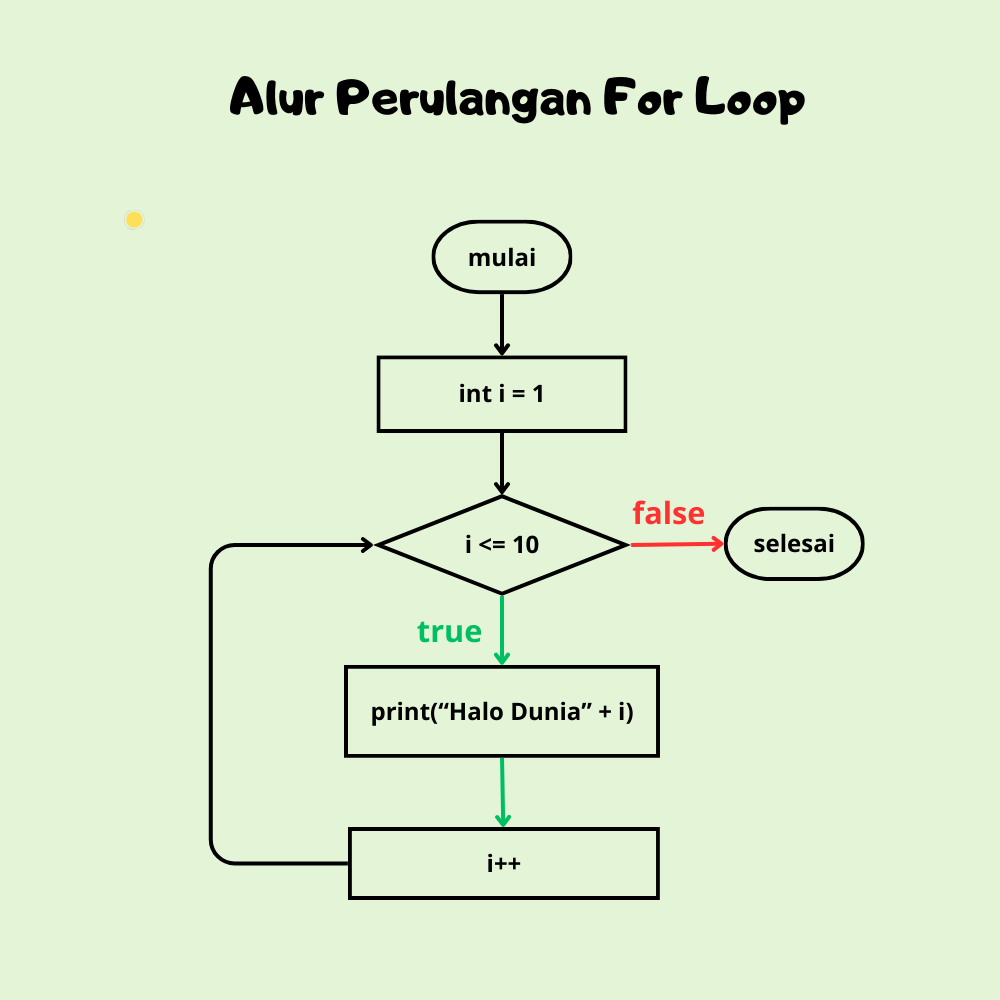 Alur Perulangan For Loop
mulai
int i = 1
i <= 10
false
selesai
true
print(“Halo Dunia” + i)
i++